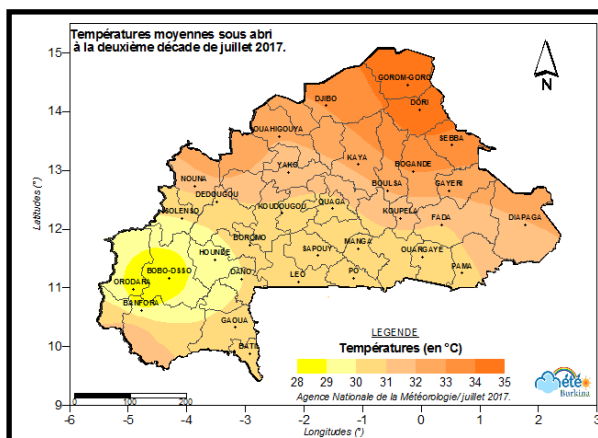 Températures moyennes sous abri
à la deuxième décade de juillet 2017.
15
14
13
12
11
10
9
Latitudes (°)
N
GOROM-GORO
DORI
DJIBO
OUAHIGOUYA
SEBBA
YAKO
KAYA
BOGANDE
NOUNA
DEDOUGOU
BOULSA
GAYERI
SOLENSO
KOUDOUGOU
OUAGA
KOUPELA
FADA
DIAPAGA
BOROMO
HOUNDE
SAPOUY
MANGA
OUARGAYE
BOBO-DSSO
ORODARA
DANO
LEO
PO
PAMA
BANFORA
GAOUA
BATIE
LEGENDE
Températures (en °C)
28 29 30 31 32 33 34 35
Agence Nationale de la Météorologie/ juillet 2017.
météo
Burkina
0 100 200
-6 -5 -4 -3 -2 -1 0 1 2 3
Longitudes (°)